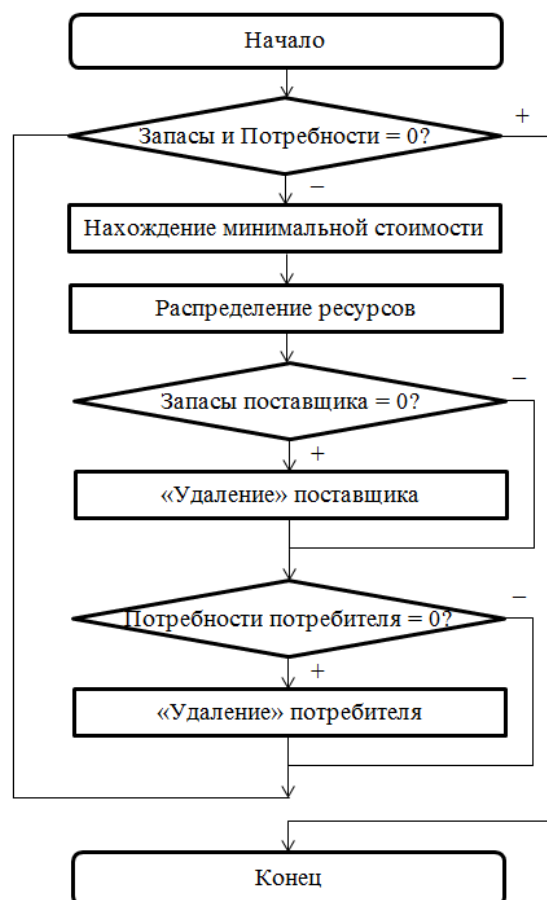 Начало
+
Запасы и Потребности = 0?
–
Нахождение минимальной стоимости
Распределение ресурсов
–
Запасы поставщика = 0?
+
«Удаление» поставщика
–
Потребности потребителя = 0?
+
«Удаление» потребителя
Конец